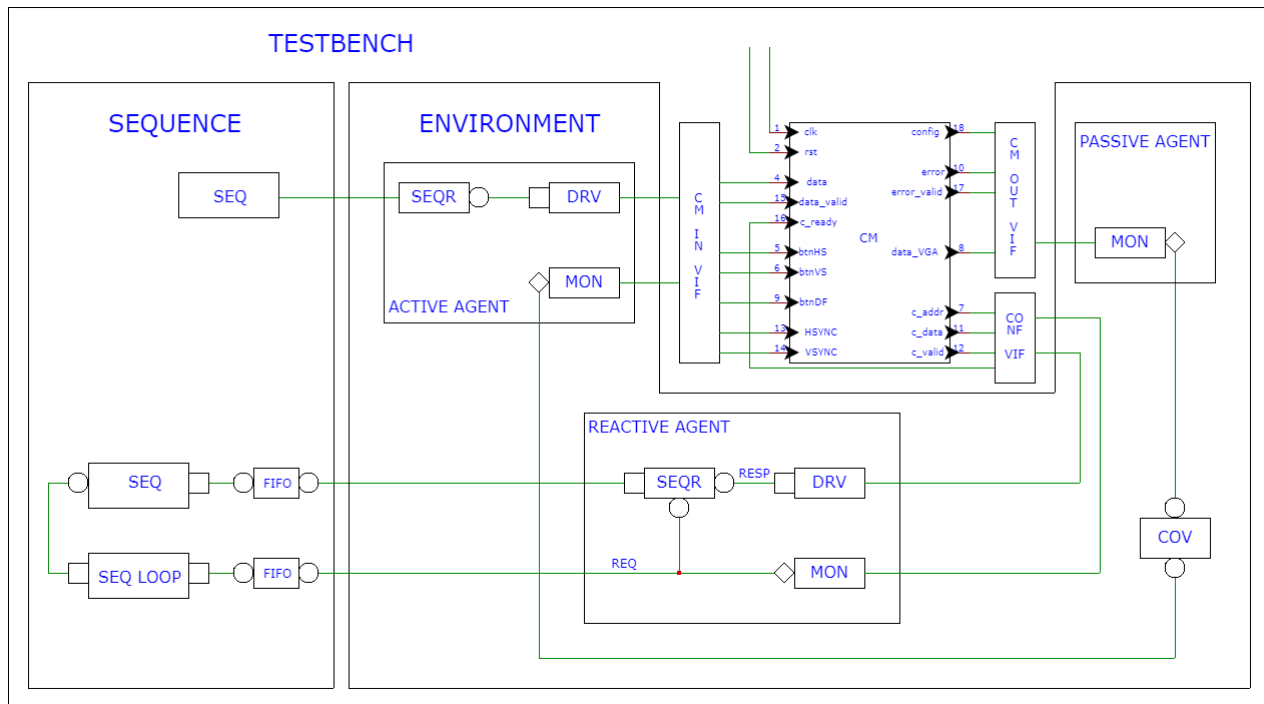 TESTBENCH
SEQUENCE
ENVIRONMENT
SEQ
SEQR
DRV
MON
ACTIVE AGENT
CM IN VIF
1 clk
2 rst
4 data
15 data_valid
16 c_ready
5 btnHS
6 btnVS
9 btnDF
13 HSYNC
14 VSYNC
CM
config 18
error 10
error_valid 17
data_VGA 8
c_addr 7
c_data 11
c_valid 12
CM OUT VIF
CO
NF
VIF
PASSIVE AGENT
MON
REACTIVE AGENT
SEQ
FIFO
SEQR
RESP
DRV
SEQ LOOP
FIFO
REQ
MON
COV